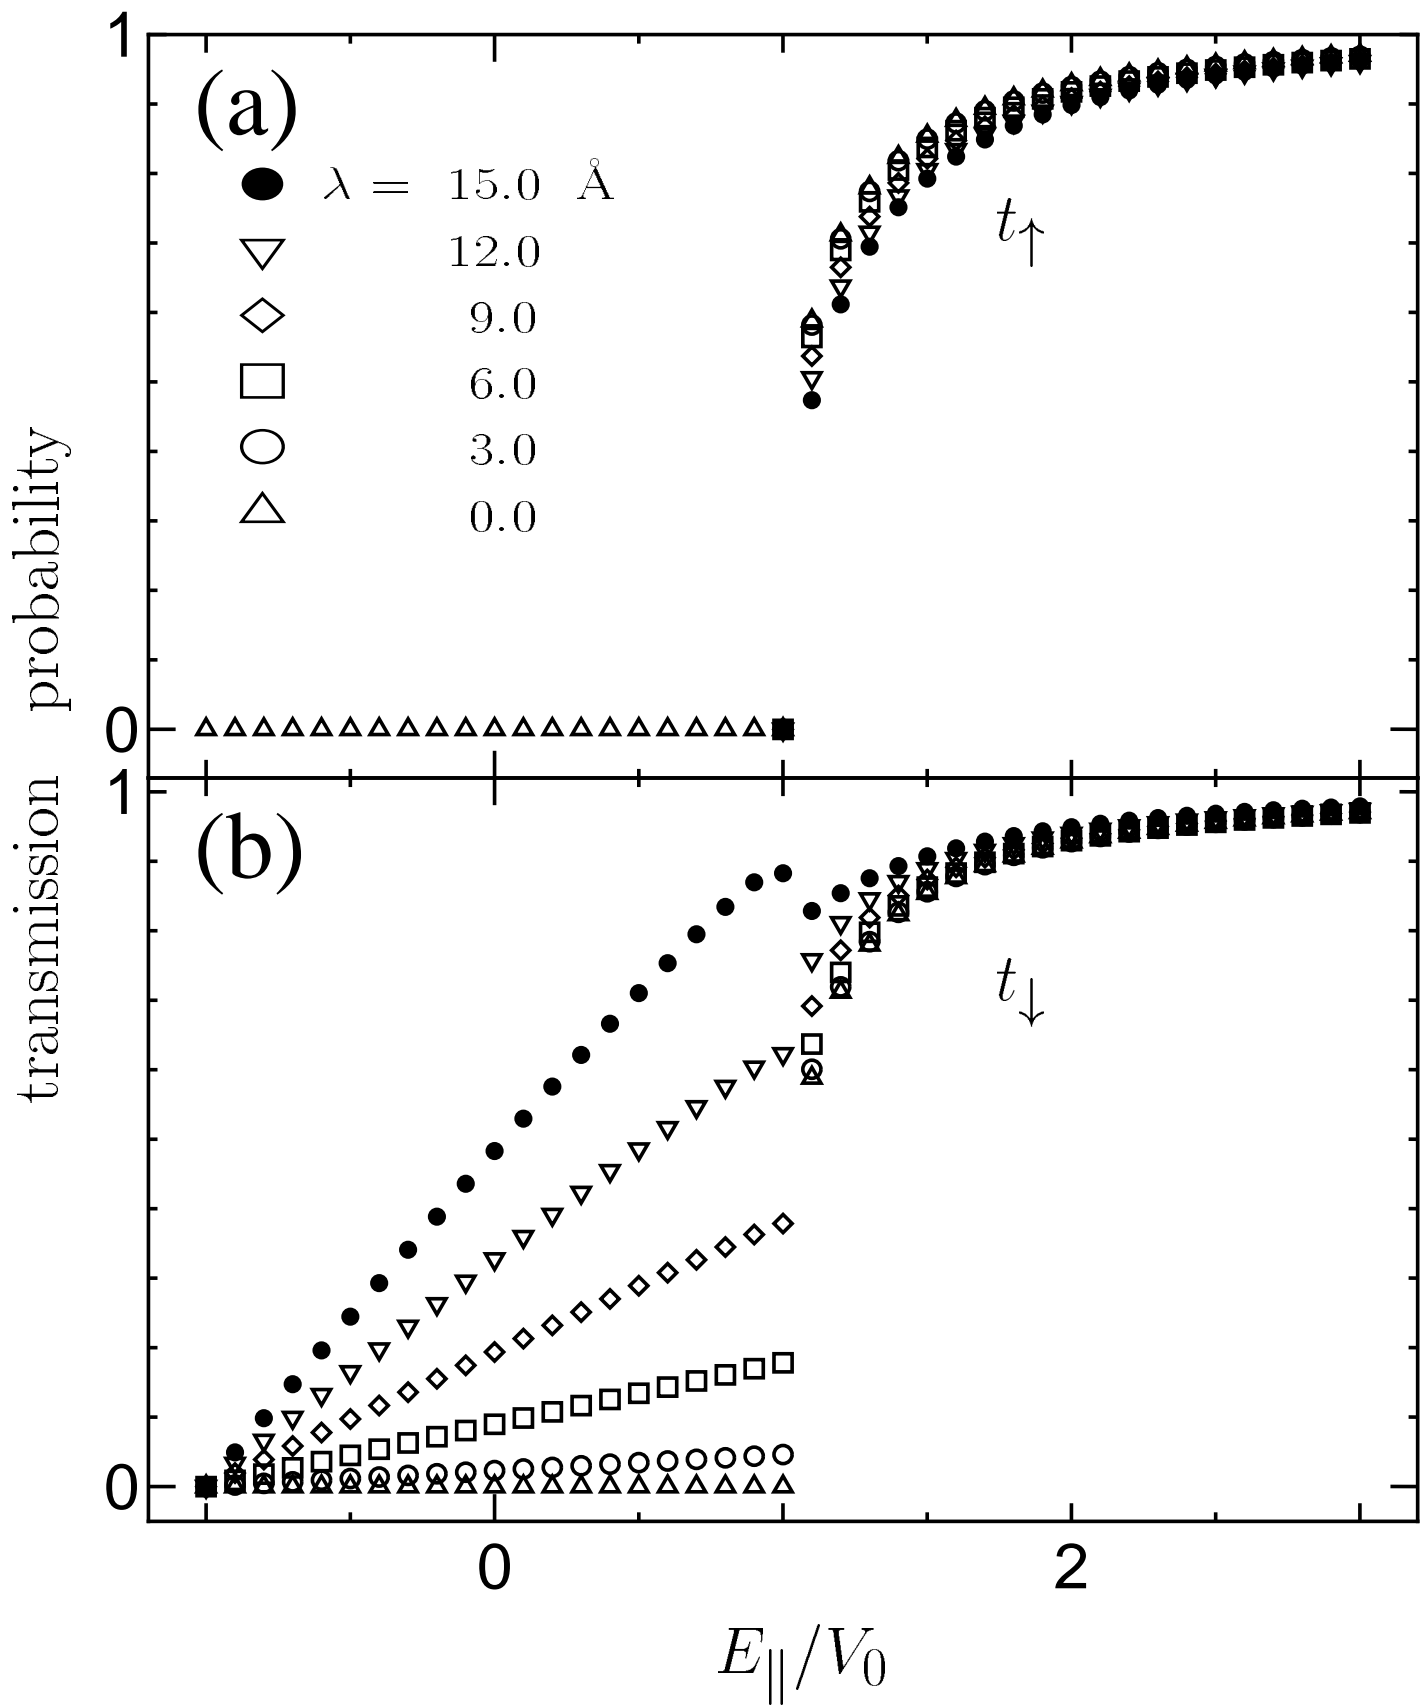 1
(a)
λ = 15.0 Å
12.0
9.0
6.0
3.0
0.0
t↑
0
1
(b)
t↓
0
0 2
E∥/V0
transmission probability